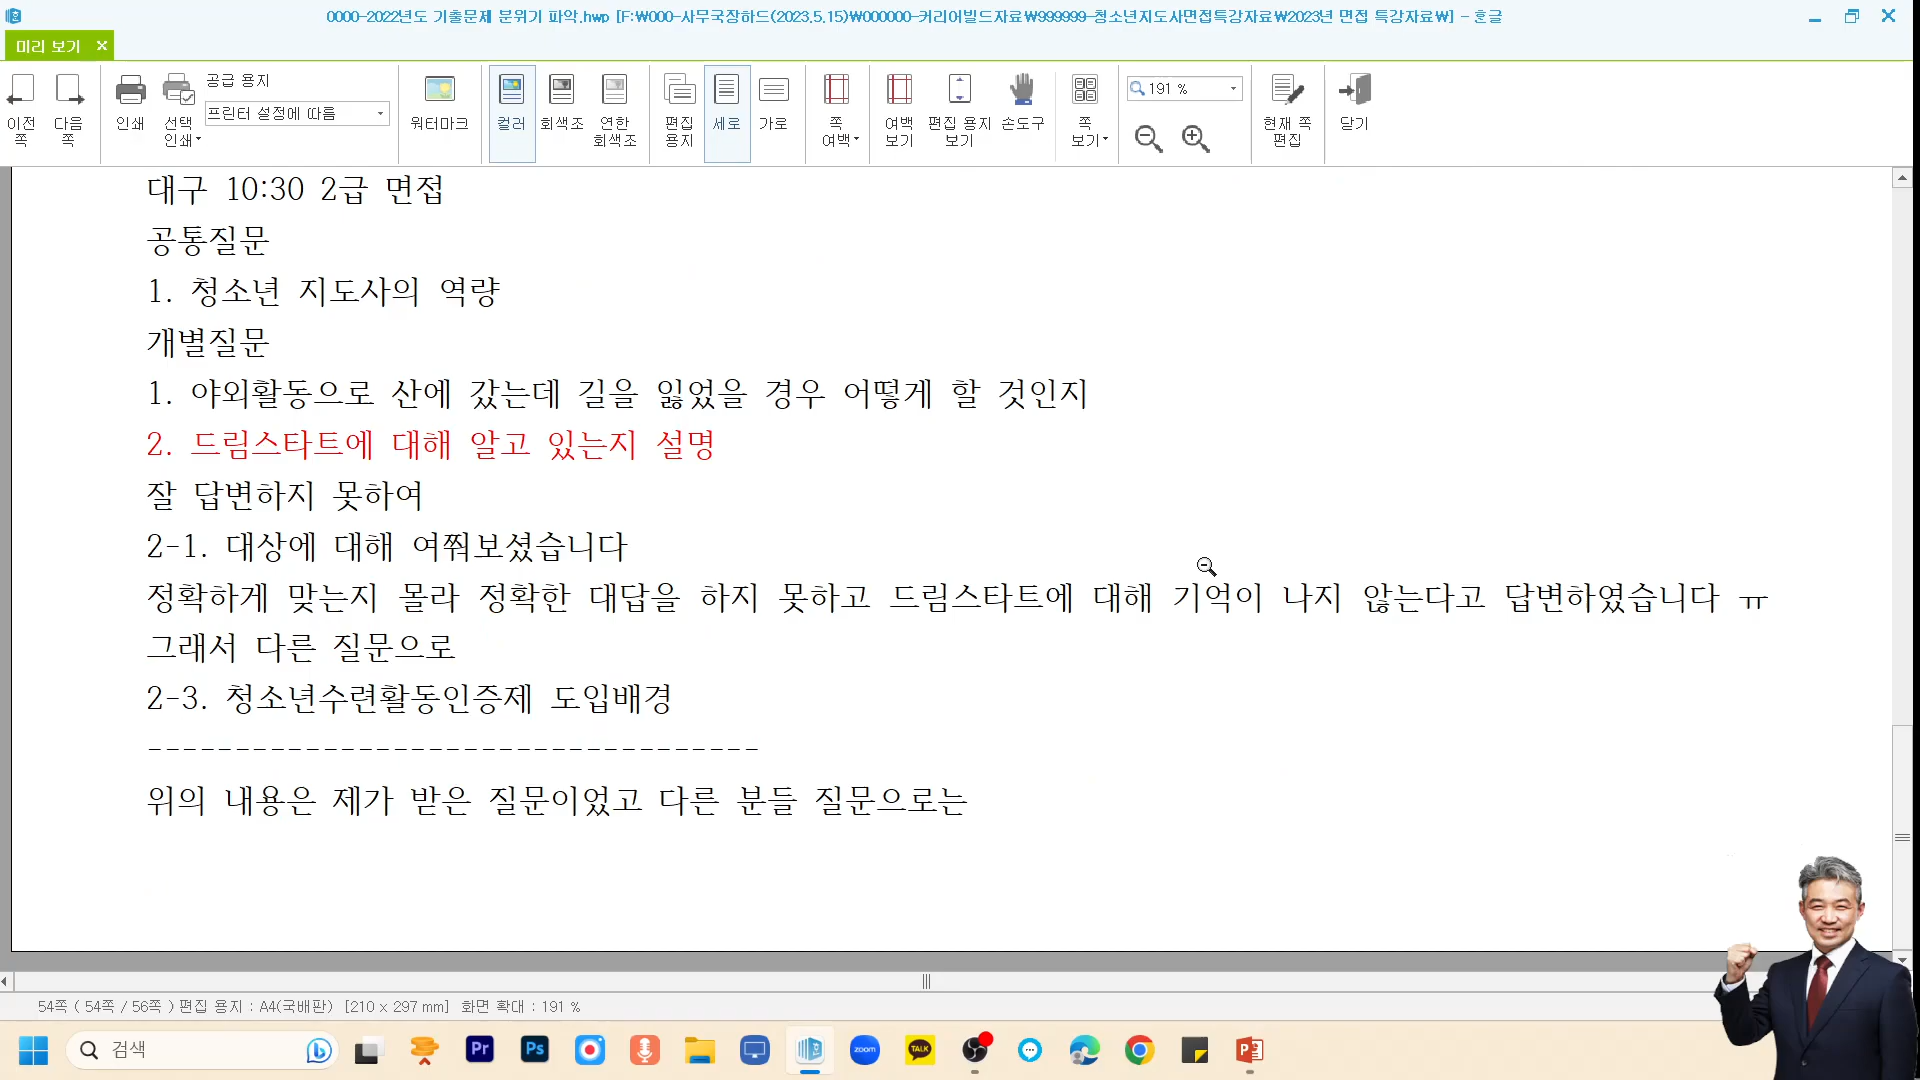 0000-2022년도 기출문제 분위기 파악.hwp [F:₩000-사무국장하드(2023.5.15)₩000000-커리어빌드자료₩999999-청소년지도사면접특강자료₩2023년 면접 특강자료₩] - 흔글
미리 보기
공급 용지
프린터 설정에 따름
이전 쪽
다음 쪽
인쇄
선택 인쇄
워터마크
컬러
회색조
연한 회색조
편집 용지
세로
가로
쪽 여백
여백 보기
편집 용지 보기
손도구
쪽 보기
191 %
현재 쪽 편집
닫기
대구 10:30 2급 면접
공통질문
1. 청소년 지도사의 역량
개별질문
1. 야외활동으로 산에 갔는데 길을 잃었을 경우 어떻게 할 것인지
2. 드림스타트에 대해 알고 있는지 설명
잘 답변하지 못하여
2-1. 대상에 대해 여쭤보셨습니다
정확하게 맞는지 몰라 정확한 대답을 하지 못하고 드림스타트에 대해 기억이 나지 않는다고 답변하였습니다 ㅠ
그래서 다른 질문으로
2-3. 청소년수련활동인증제 도입배경
-----------------------------------
위의 내용은 제가 받은 질문이었고 다른 분들 질문으로는
54쪽 ( 54쪽 / 56쪽 ) 편집 용지 : A4(국배판) [210 x 297 mm] 화면 확대 : 191 %
검색
Pr
Ps
zoom
TALK